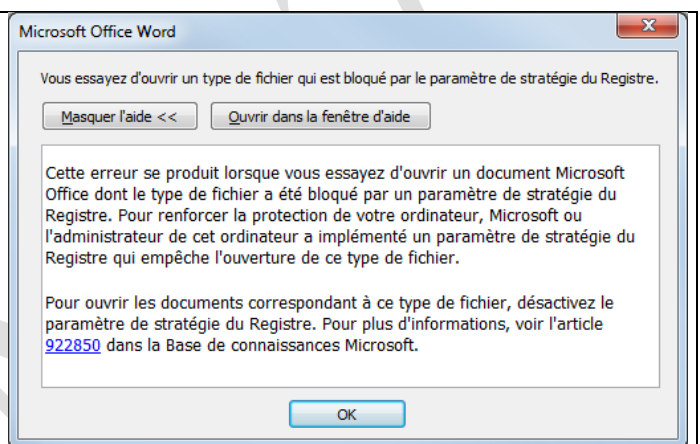 Microsoft Office Word
Vous essayez d'ouvrir un type de fichier qui est bloqué par le paramètre de stratégie du Registre.
Masquer l'aide <<
Ouvrir dans la fenêtre d'aide
Cette erreur se produit lorsque vous essayez d'ouvrir un document Microsoft
Office dont le type de fichier a été bloqué par un paramètre de stratégie du
Registre. Pour renforcer la protection de votre ordinateur, Microsoft ou
l'administrateur de cet ordinateur a implémenté un paramètre de stratégie du
Registre qui empêche l'ouverture de ce type de fichier.
Pour ouvrir les documents correspondant à ce type de fichier, désactivez le
paramètre de stratégie du Registre. Pour plus d'informations, voir l'article
922850 dans la Base de connaissances Microsoft.
OK